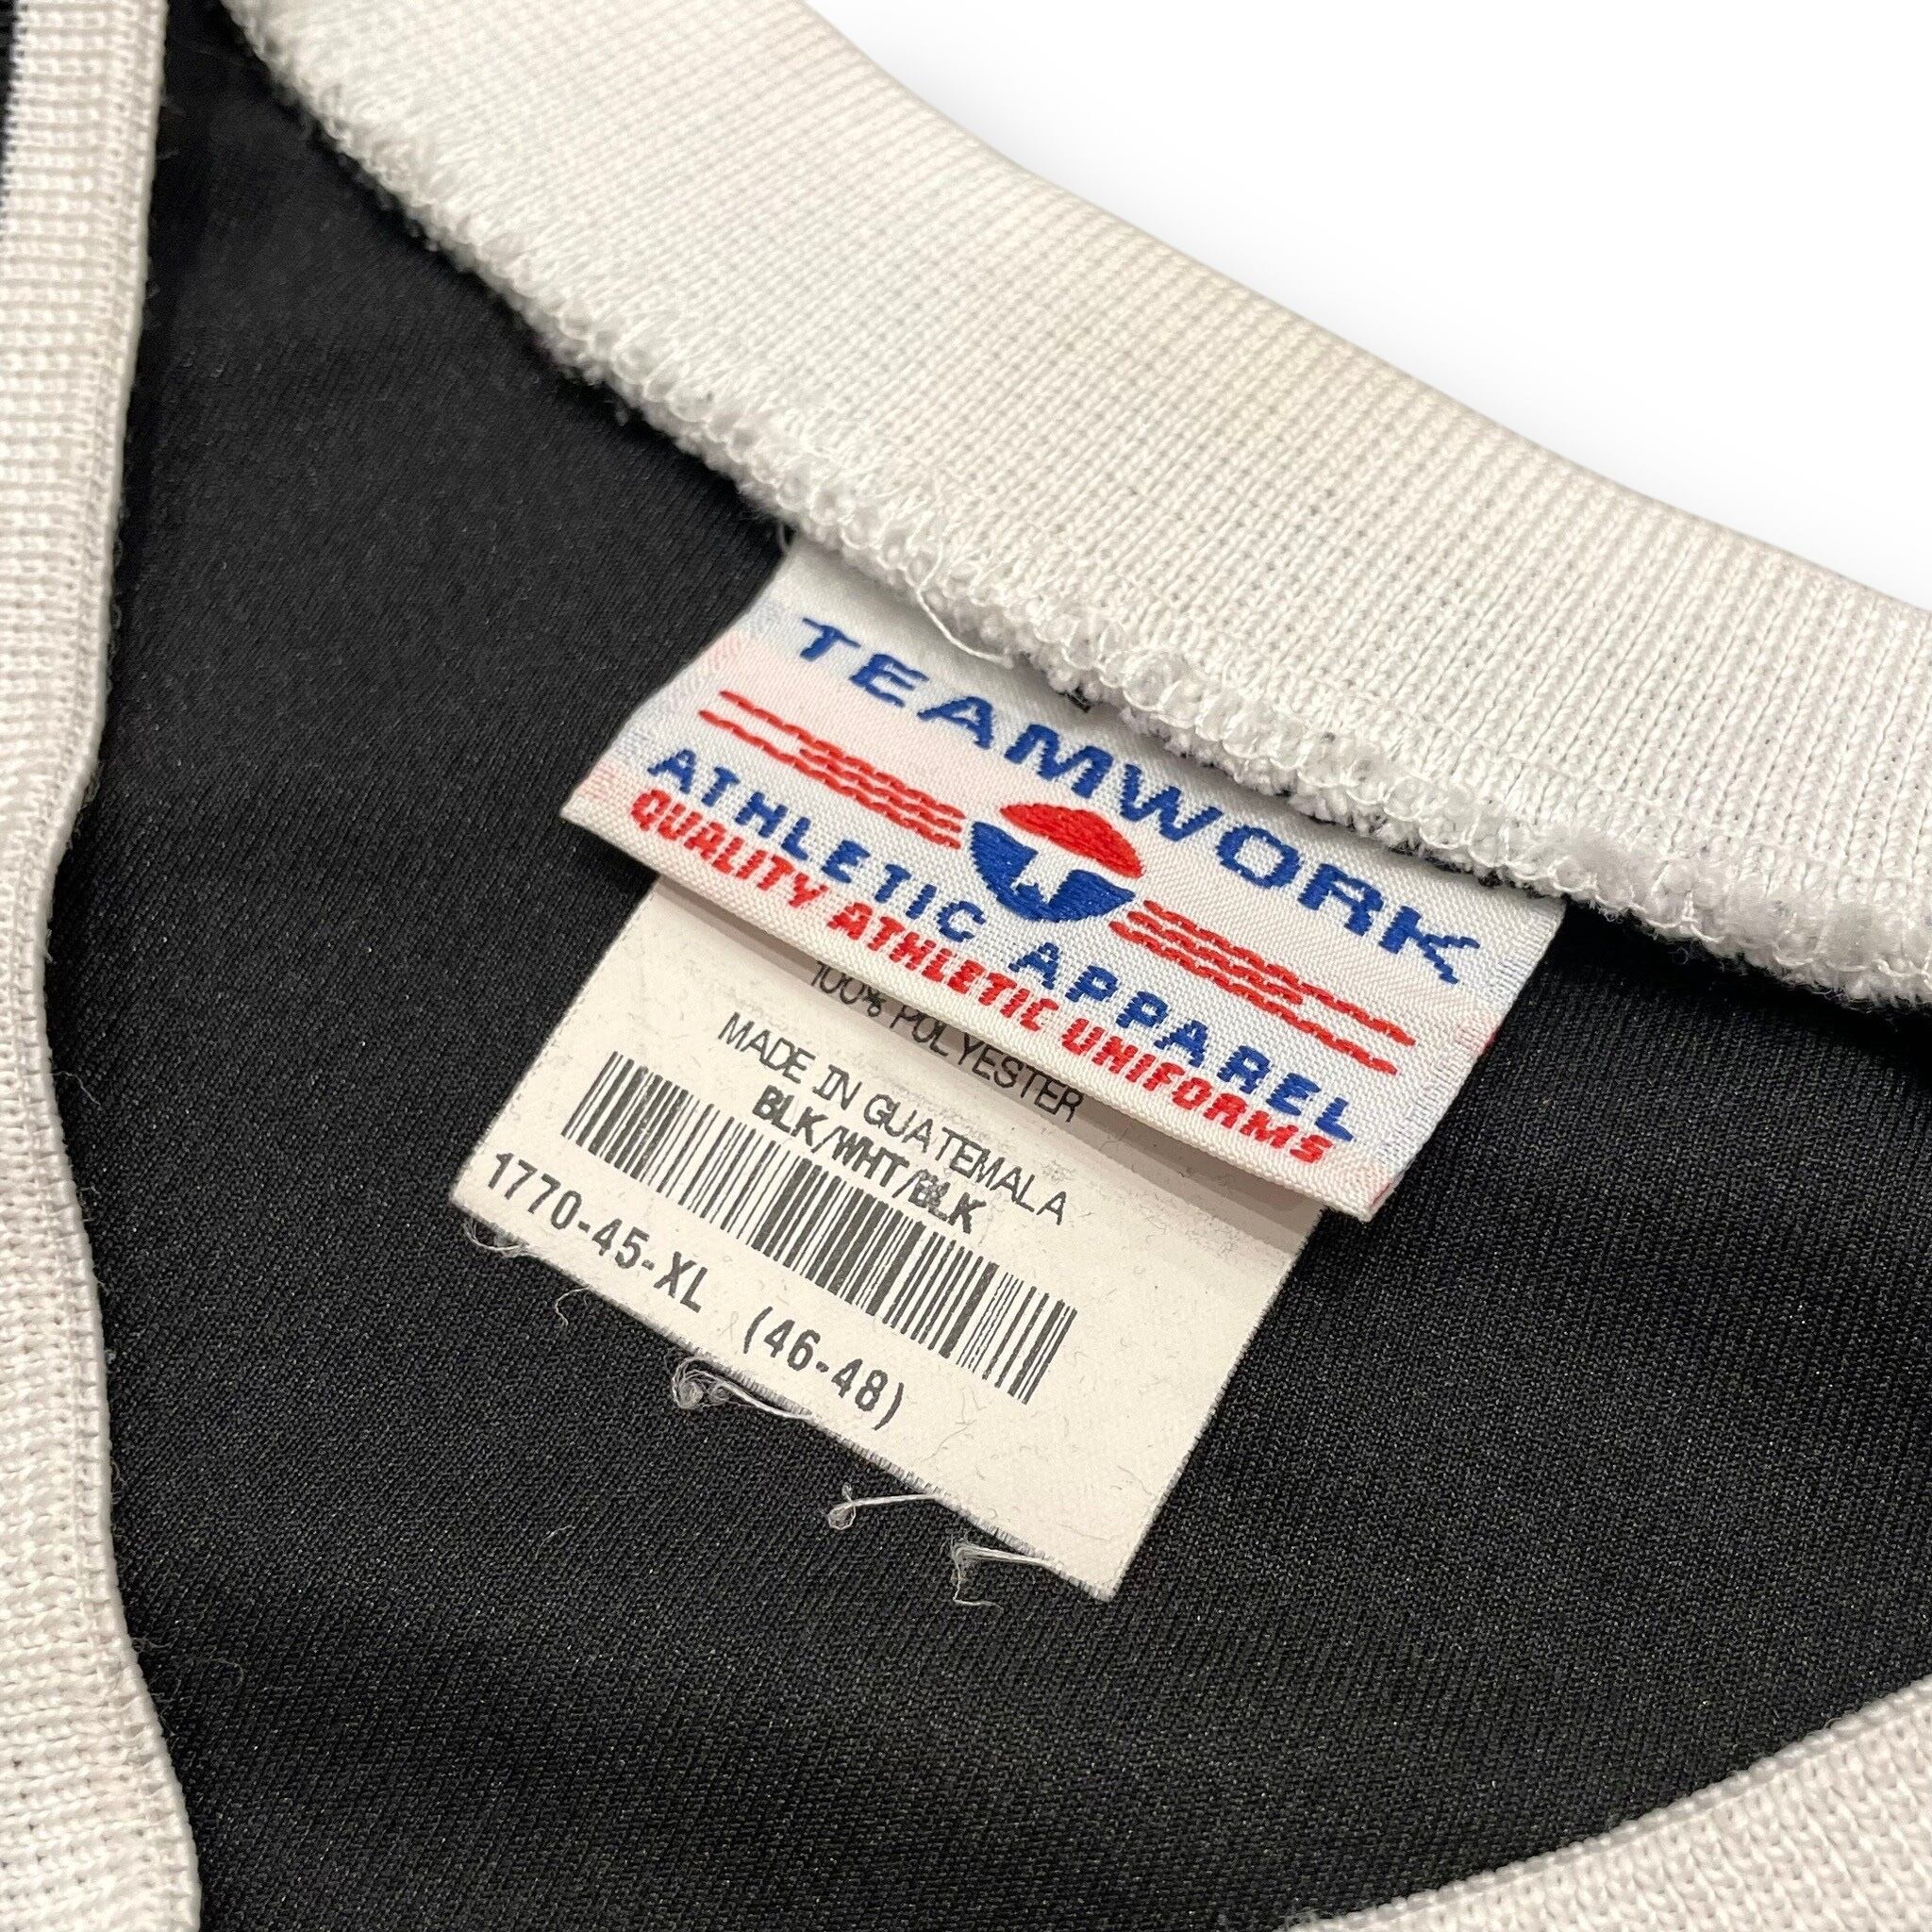 TEAMWORK
ATHLETIC APPAREL
QUALITY ATHLETIC UNIFORMS
100% POLYESTER
MADE IN GUATEMALA
BLK/WHT/BLK
1770-45-XL (46-48)